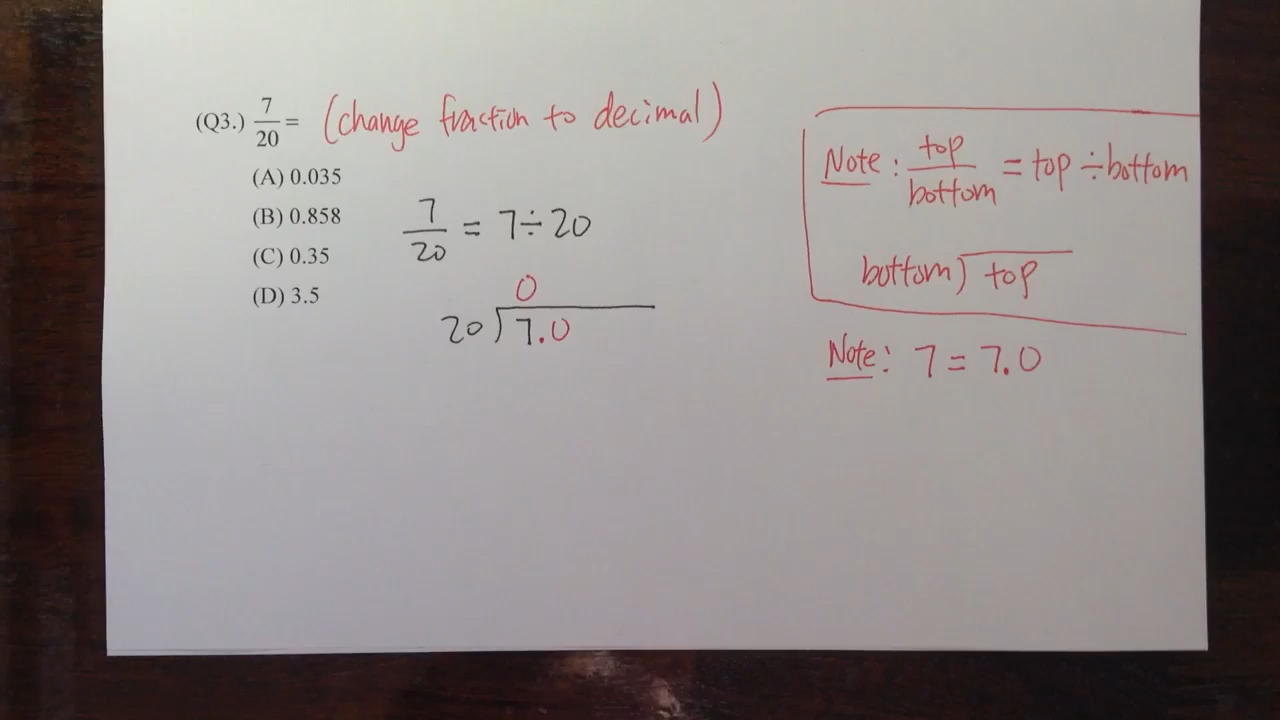 (Q3.) 7/20 = (change fraction to decimal)
(A) 0.035
(B) 0.858
(C) 0.35
(D) 3.5
7/20 = 7÷20
0
20)7.0
Note: top/bottom = top ÷ bottom
bottom)top
Note: 7 = 7.0